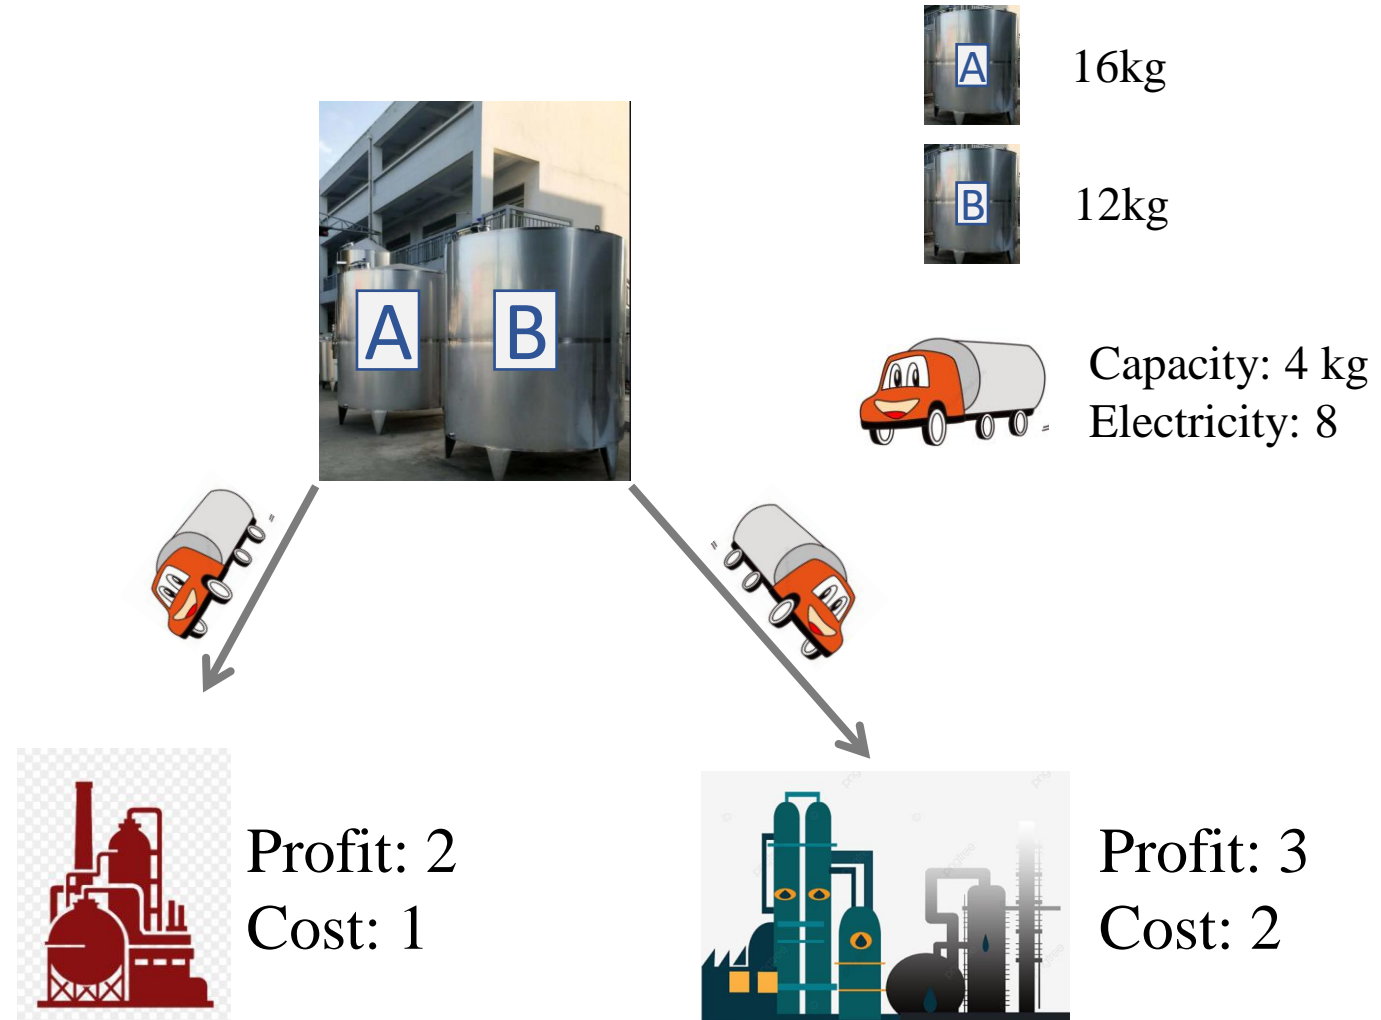 A
16kg
B
12kg
A B
Capacity: 4 kg
Electricity: 8
Profit: 2
Cost: 1
Profit: 3
Cost: 2